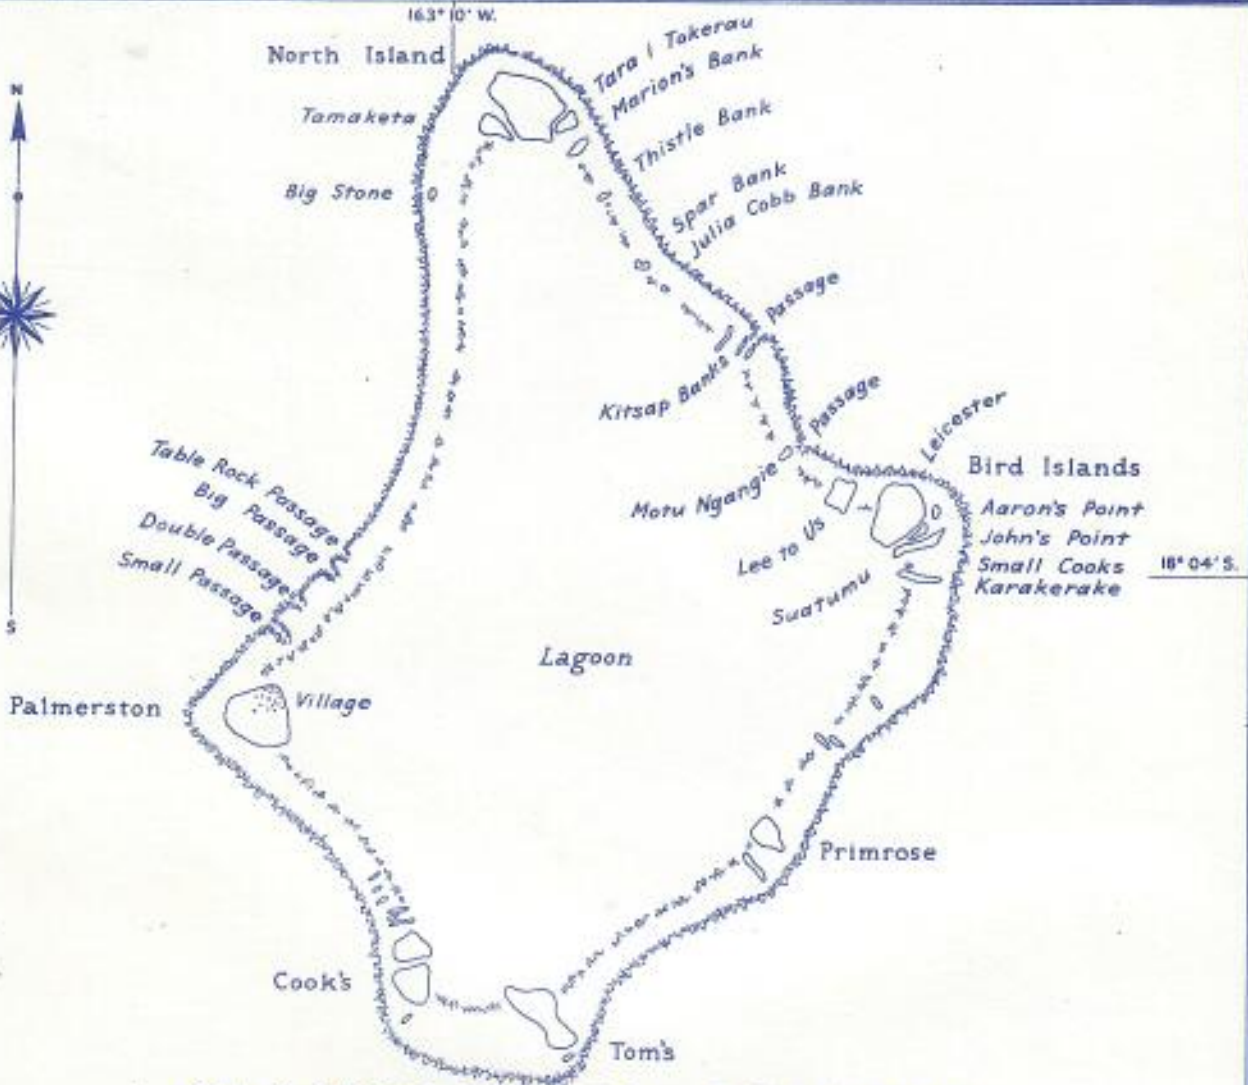 163° 10' W.
North Island
Tara i Tokerau
Marion's Bank
N
Tamaketa
Thistle Bank
Big Stone
Spar Bank
Julia Cobb Bank
Passage
Kitsap Banks
Passage
Leicester
Table Rock Passage
Big Passage
Double Passage
Small Passage
Motu Ngangie
Bird Islands
Aaron's Point
John's Point
Small Cooks
Karakerake
18° 04' S.
Lee to Us
Suatumu
S
Lagoon
Palmerston
Village
Primrose
Cook's
Tom's